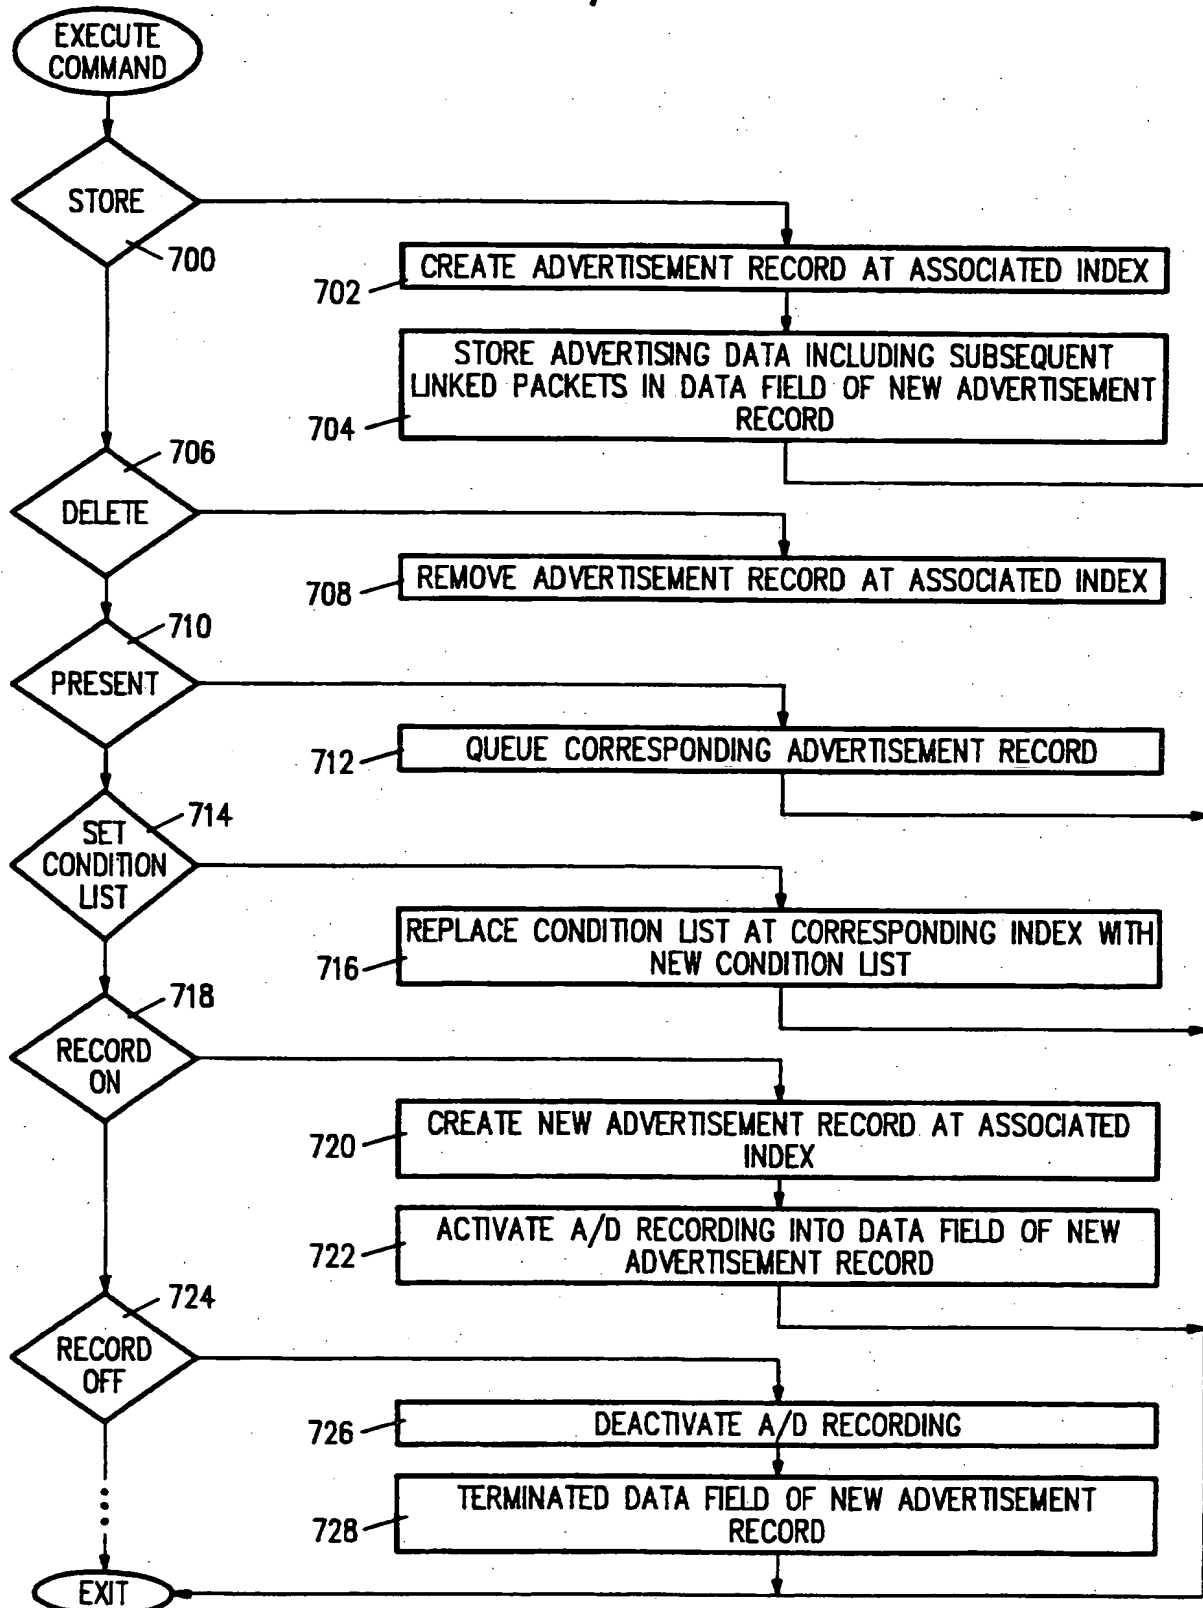 EXECUTE
COMMAND
STORE
700
702
CREATE ADVERTISEMENT RECORD AT ASSOCIATED INDEX
STORE ADVERTISING DATA INCLUDING SUBSEQUENT
LINKED PACKETS IN DATA FIELD OF NEW ADVERTISEMENT
RECORD
704
706
DELETE
708
REMOVE ADVERTISEMENT RECORD AT ASSOCIATED INDEX
710
PRESENT
712
QUEUE CORRESPONDING ADVERTISEMENT RECORD
714
SET
CONDITION
LIST
REPLACE CONDITION LIST AT CORRESPONDING INDEX WITH
NEW CONDITION LIST
716
718
RECORD
ON
720
CREATE NEW ADVERTISEMENT RECORD AT ASSOCIATED
INDEX
722
ACTIVATE A/D RECORDING INTO DATA FIELD OF NEW
ADVERTISEMENT RECORD
724
RECORD
OFF
726
DEACTIVATE A/D RECORDING
TERMINATED DATA FIELD OF NEW ADVERTISEMENT
RECORD
728
EXIT